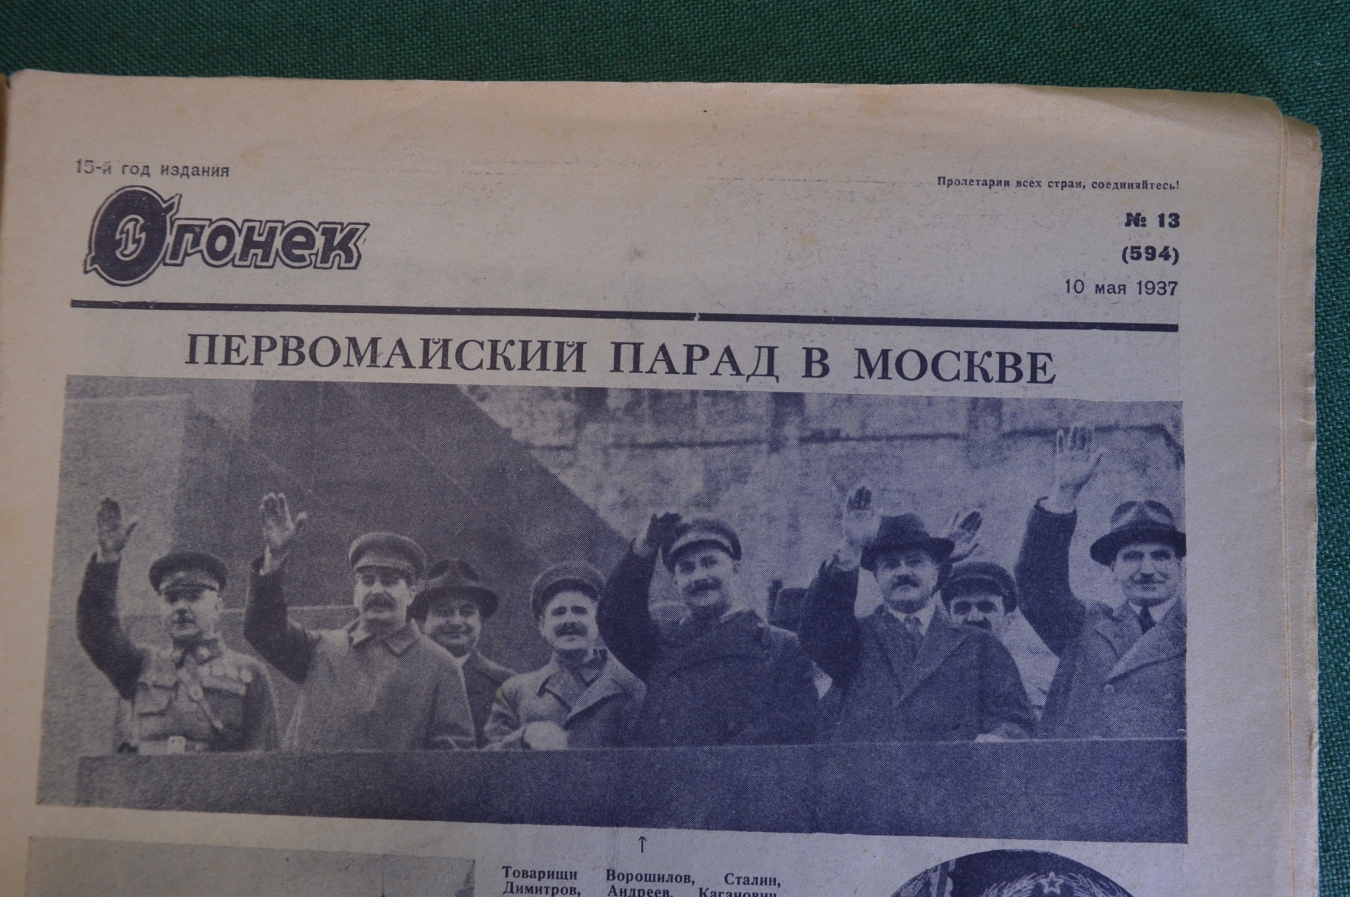 15-й год издания
Пролетарии всех стран, соединяйтесь!
Огонек
№ 13
(594)
10 мая 1937
ПЕРВОМАЙСКИЙ ПАРАД В МОСКВЕ
Товарищи Ворошилов, Сталин,
Димитров, Андреев, Каганович,